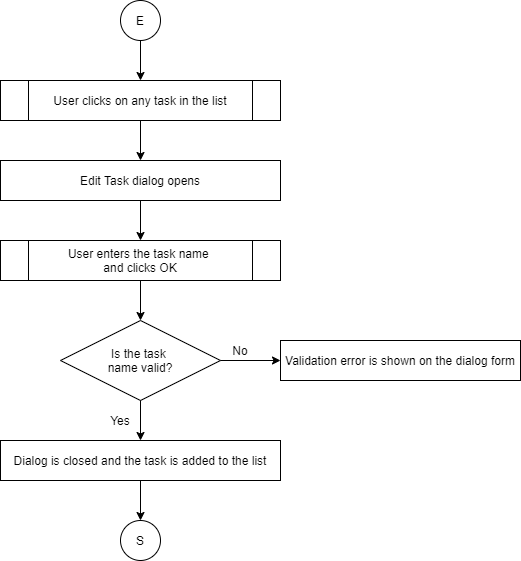 E
User clicks on any task in the list
Edit Task dialog opens
User enters the task name
and clicks OK
Is the task
name valid?
No
Validation error is shown on the dialog form
Yes
Dialog is closed and the task is added to the list
S